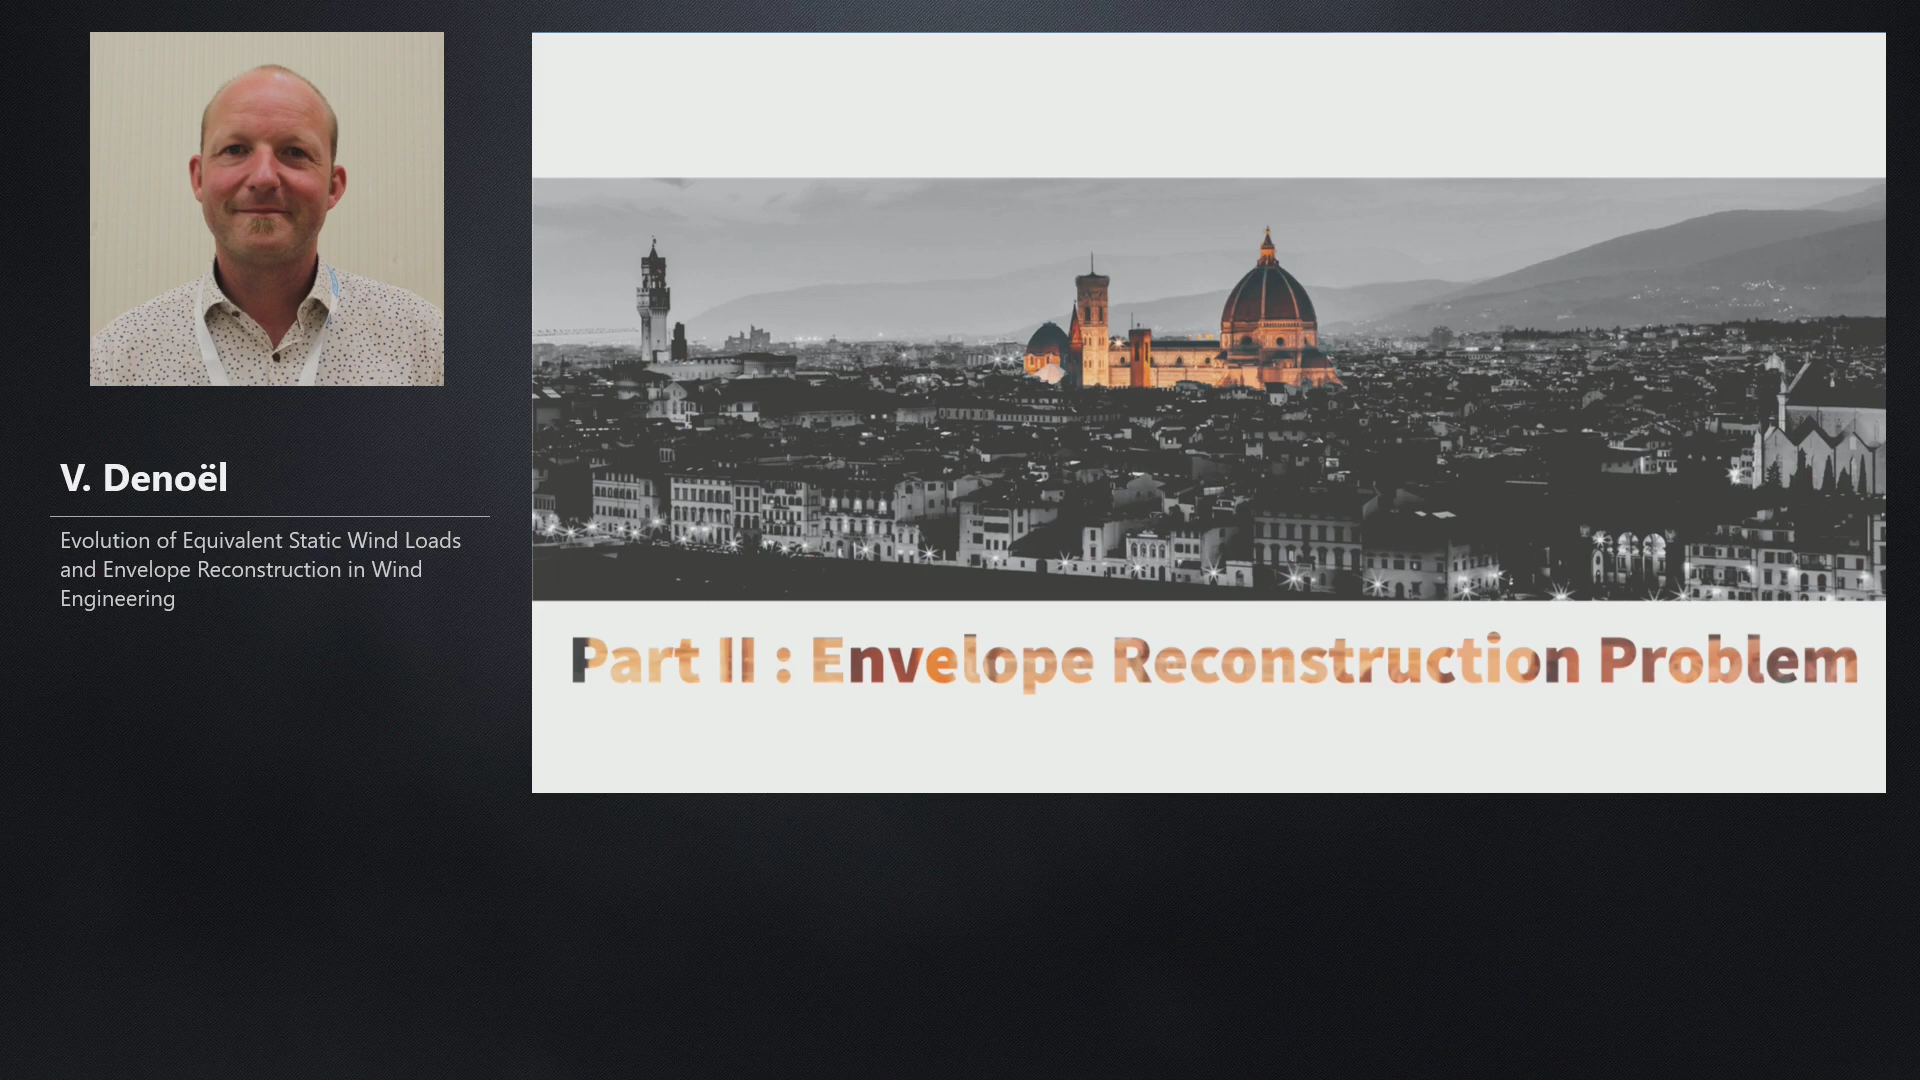 V. Denoël
Evolution of Equivalent Static Wind Loads
and Envelope Reconstruction in Wind
Engineering
Part II : Envelope Reconstruction Problem